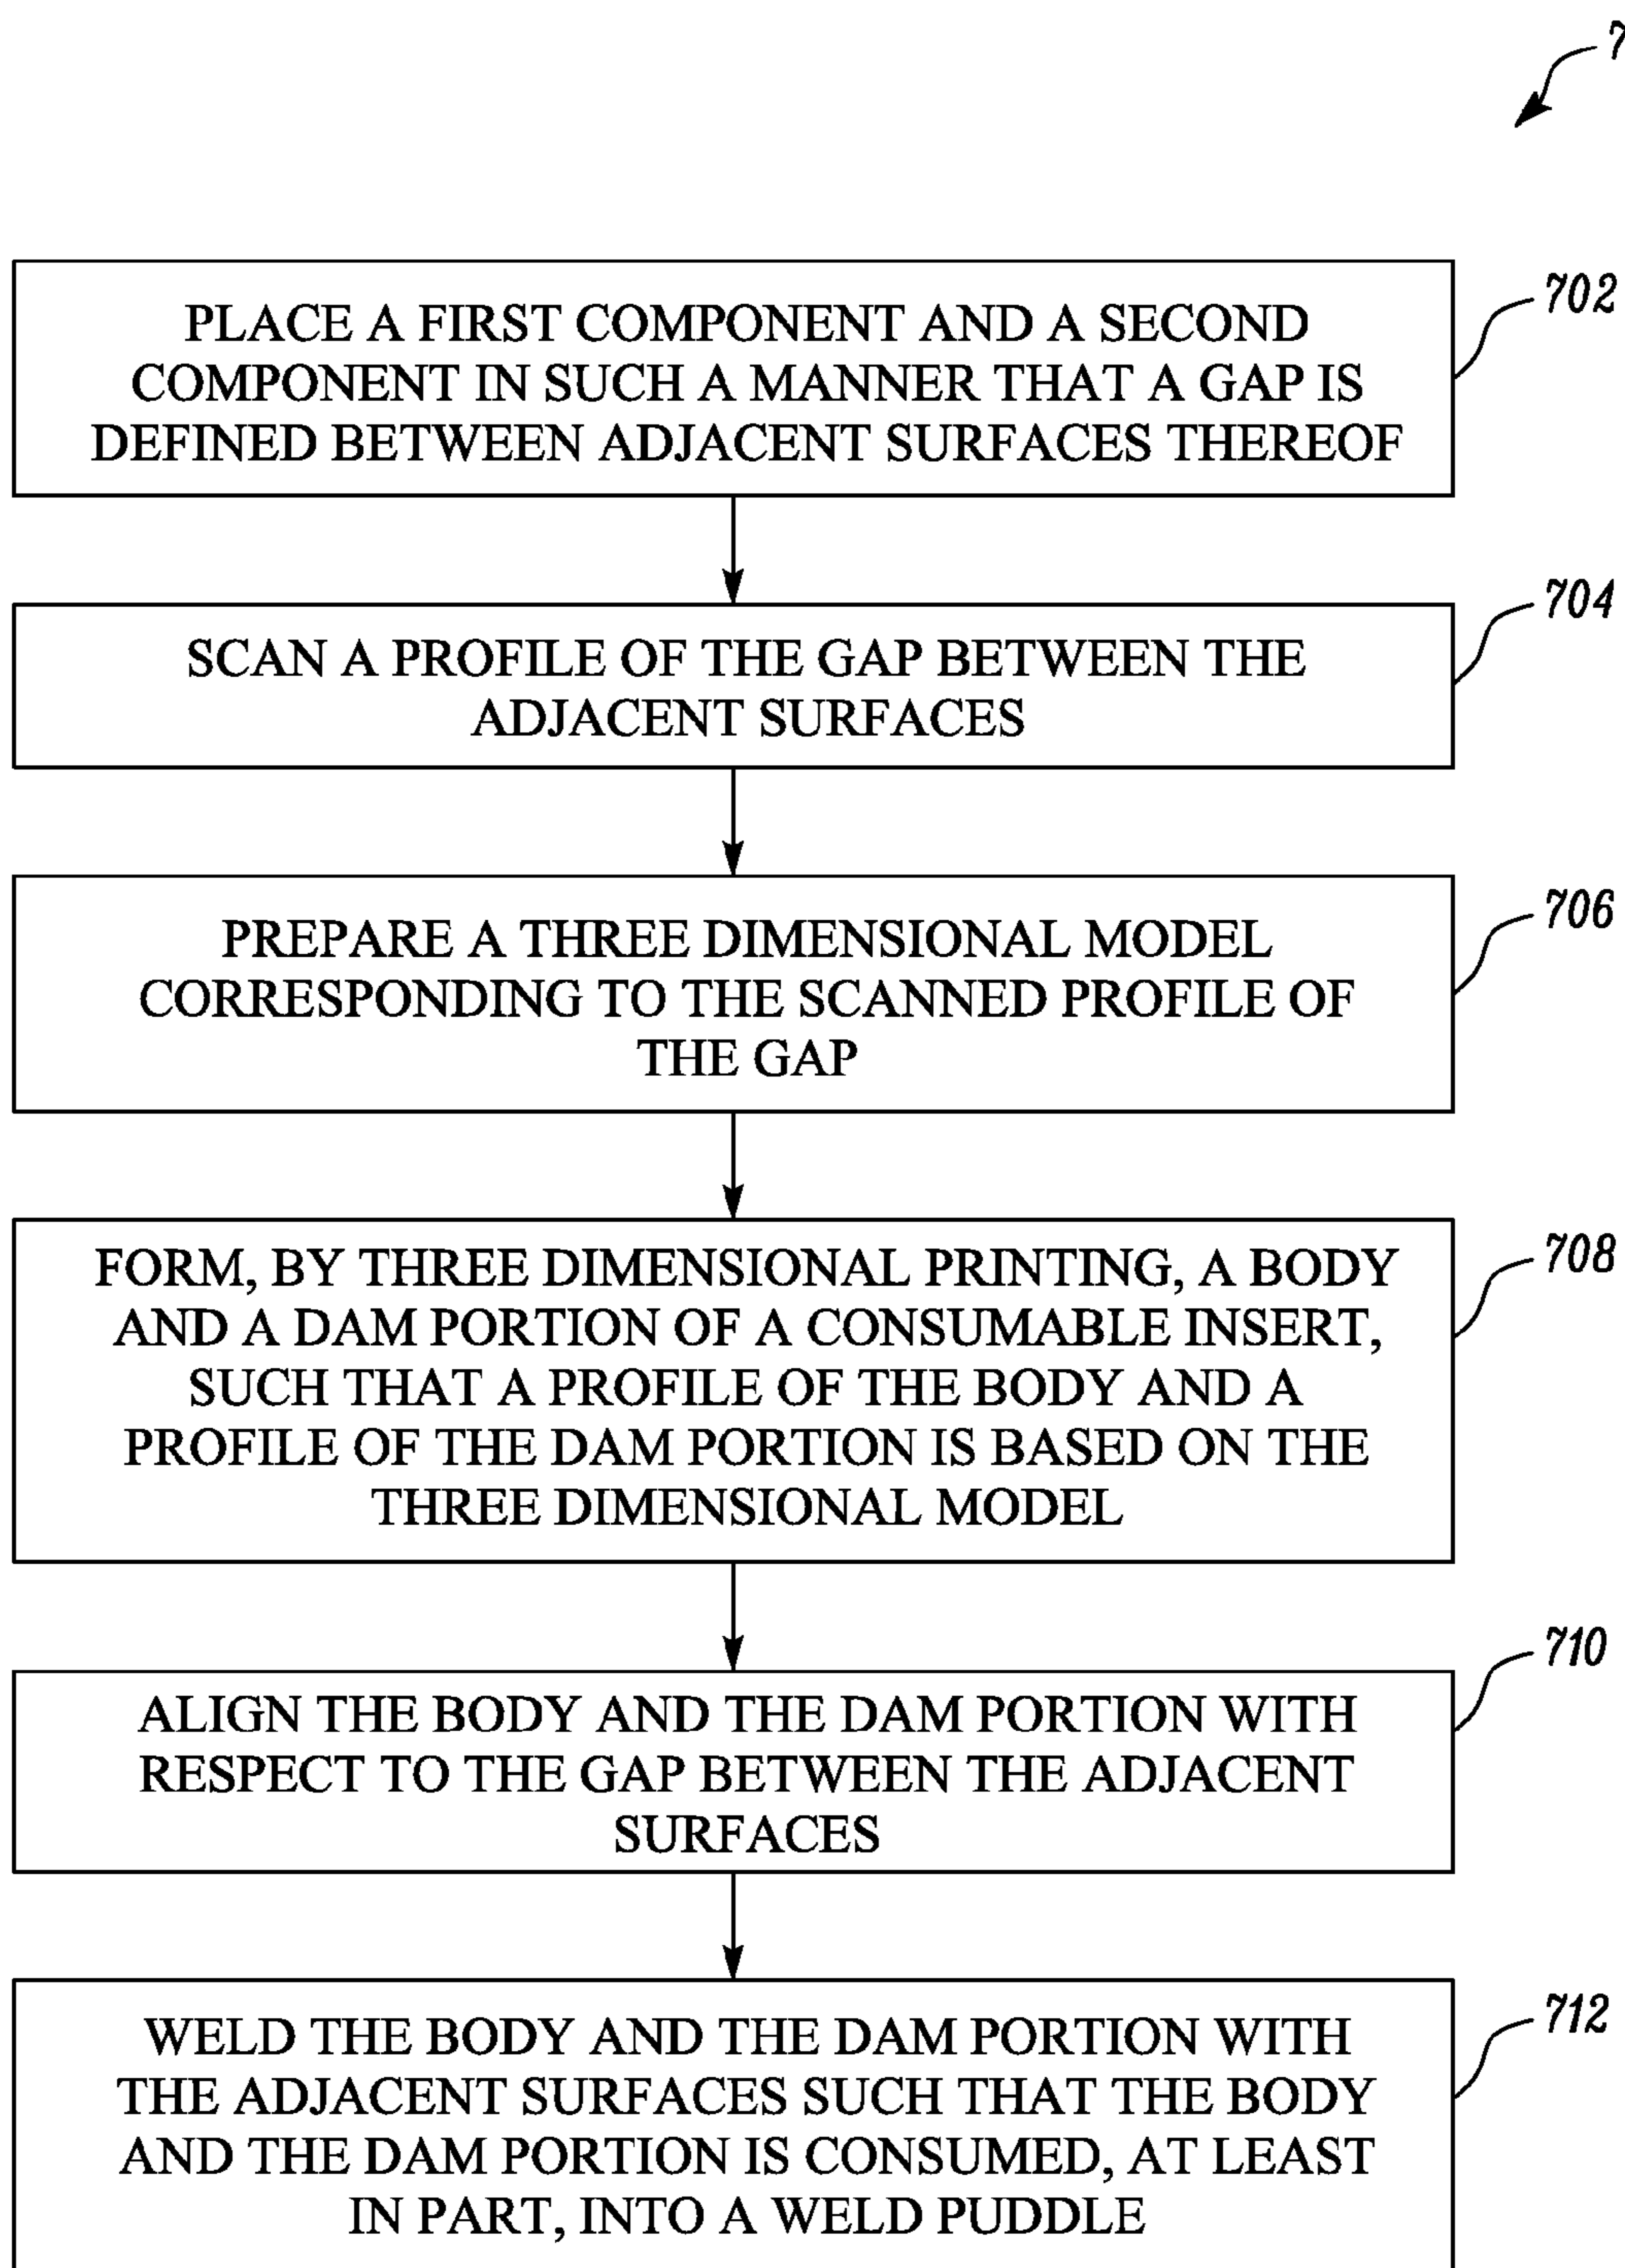 7
702
PLACE A FIRST COMPONENT AND A SECOND
COMPONENT IN SUCH A MANNER THAT A GAP IS
DEFINED BETWEEN ADJACENT SURFACES THEREOF
704
SCAN A PROFILE OF THE GAP BETWEEN THE
ADJACENT SURFACES
706
PREPARE A THREE DIMENSIONAL MODEL
CORRESPONDING TO THE SCANNED PROFILE OF
THE GAP
708
FORM, BY THREE DIMENSIONAL PRINTING, A BODY
AND A DAM PORTION OF A CONSUMABLE INSERT,
SUCH THAT A PROFILE OF THE BODY AND A
PROFILE OF THE DAM PORTION IS BASED ON THE
THREE DIMENSIONAL MODEL
710
ALIGN THE BODY AND THE DAM PORTION WITH
RESPECT TO THE GAP BETWEEN THE ADJACENT
SURFACES
712
WELD THE BODY AND THE DAM PORTION WITH
THE ADJACENT SURFACES SUCH THAT THE BODY
AND THE DAM PORTION IS CONSUMED, AT LEAST
IN PART, INTO A WELD PUDDLE